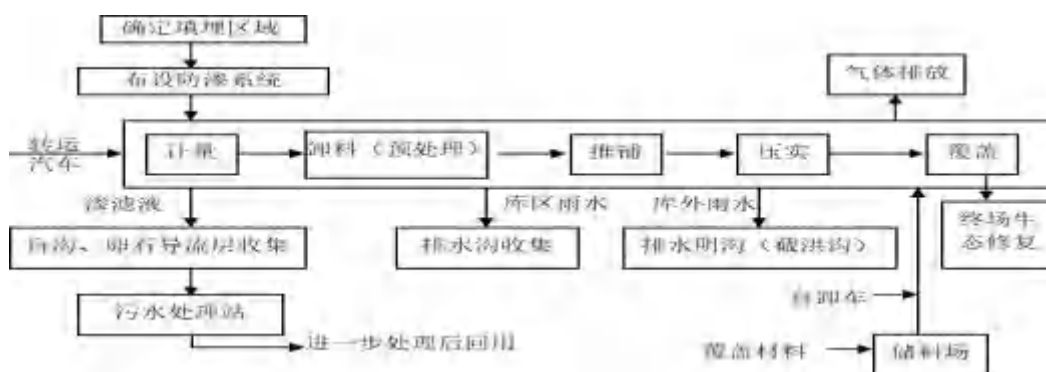 确定填埋区域
布设防渗系统
气体排放
转运
汽车
计量
卸料（预处理）
推铺
压实
覆盖
渗滤液
库区雨水
库外雨水
盲沟、卵石导流层收集
排水沟收集
排水明沟（截洪沟）
终场生
态修复
污水处理站
自卸车
进一步处理后回用
覆盖材料
储料场